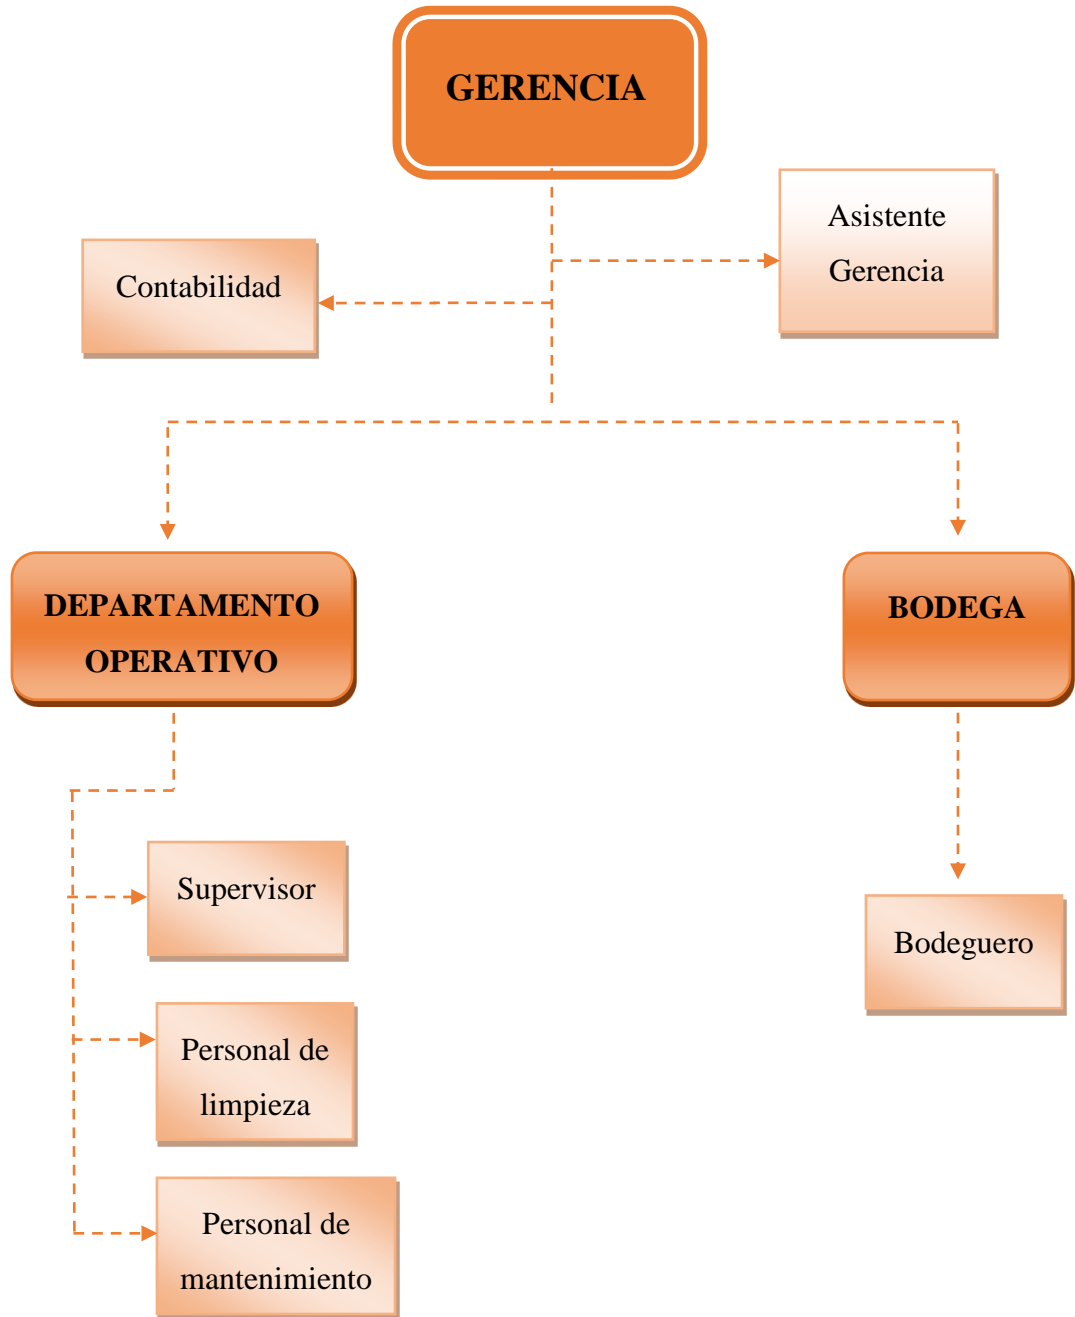 GERENCIA
Asistente
Gerencia
Contabilidad
DEPARTAMENTO
OPERATIVO
BODEGA
Supervisor
Bodeguero
Personal de
limpieza
Personal de
mantenimiento